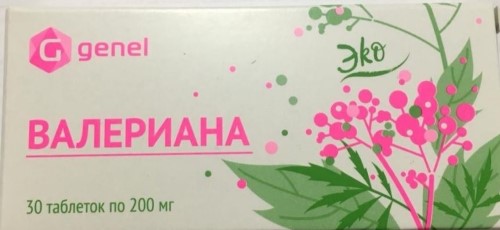 G genel
Эко
ВАЛЕРИАНА
30 таблеток по 200 мг